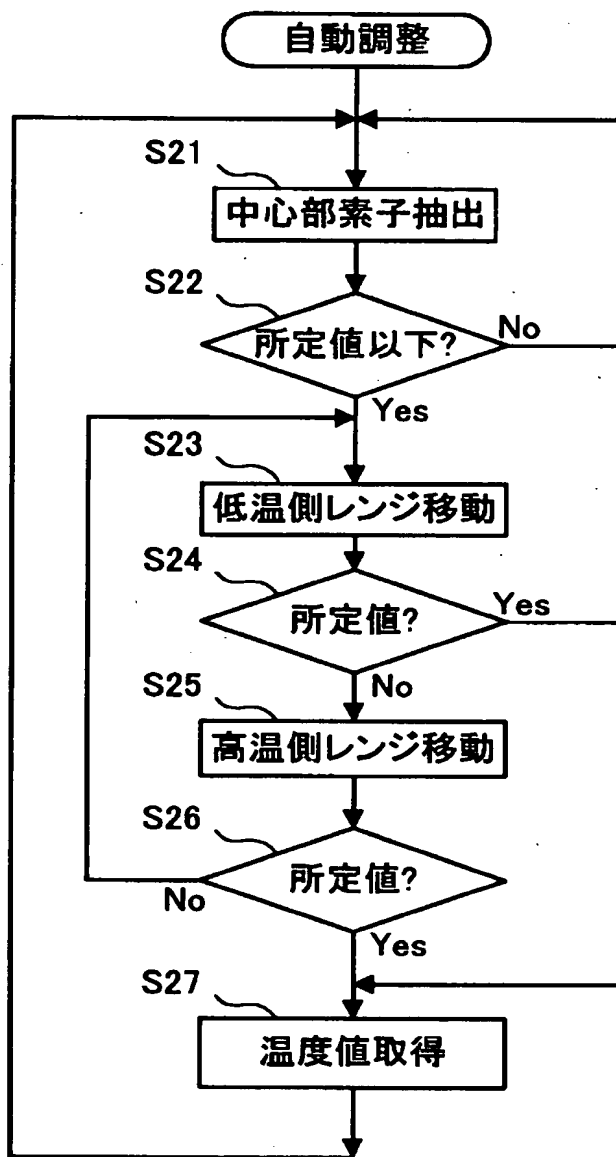 自動調整
S21
中心部素子抽出
S22
所定値以下?
No
Yes
S23
低温側レンジ移動
S24
所定値?
Yes
No
S25
高温側レンジ移動
S26
所定値?
No
Yes
S27
温度値取得